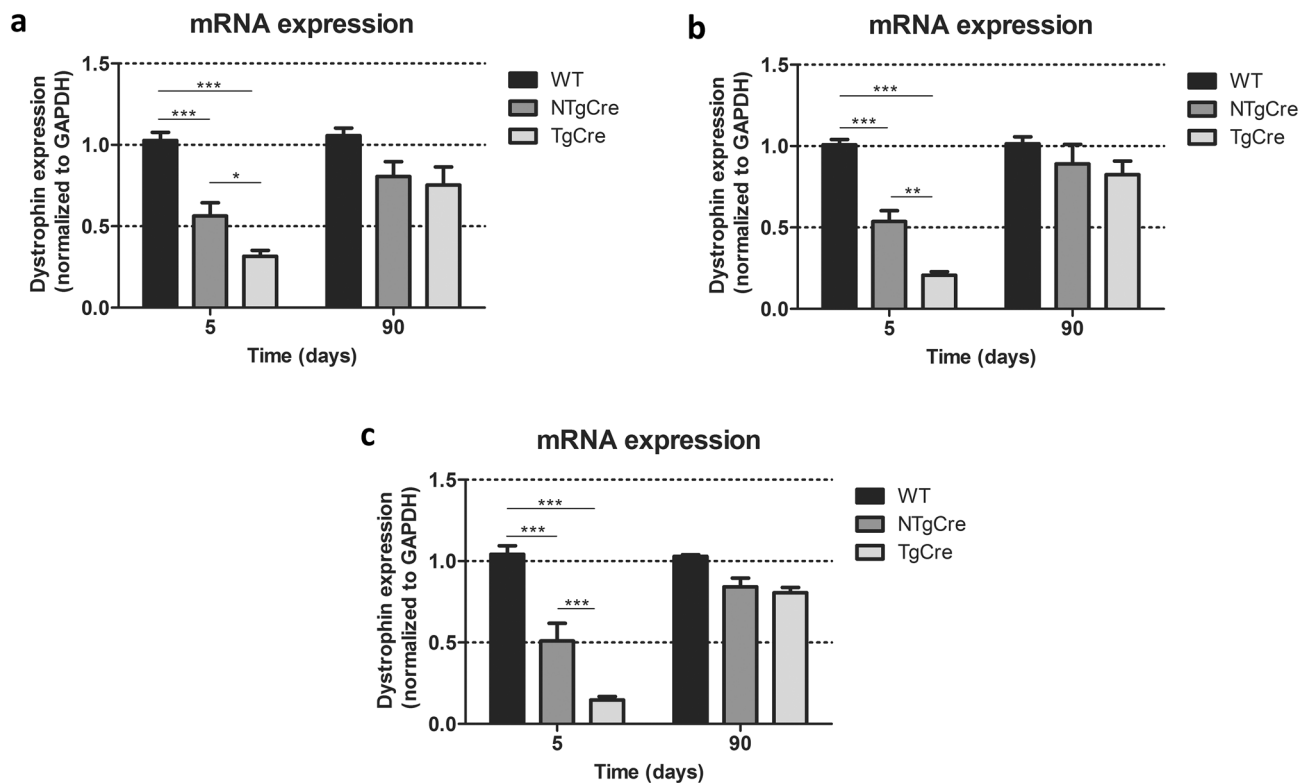 a
mRNA expression
Dystrophin expression
(normalized to GAPDH)
1.5
1.0
0.5
0.0
***
***
*
5
90
Time (days)
WT
NTgCre
TgCre
b
mRNA expression
Dystrophin expression
(normalized to GAPDH)
1.5
1.0
0.5
0.0
***
***
**
5
90
Time (days)
WT
NTgCre
TgCre
c
mRNA expression
Dystrophin expression
(normalized to GAPDH)
1.5
1.0
0.5
0.0
***
***
***
5
90
Time (days)
WT
NTgCre
TgCre